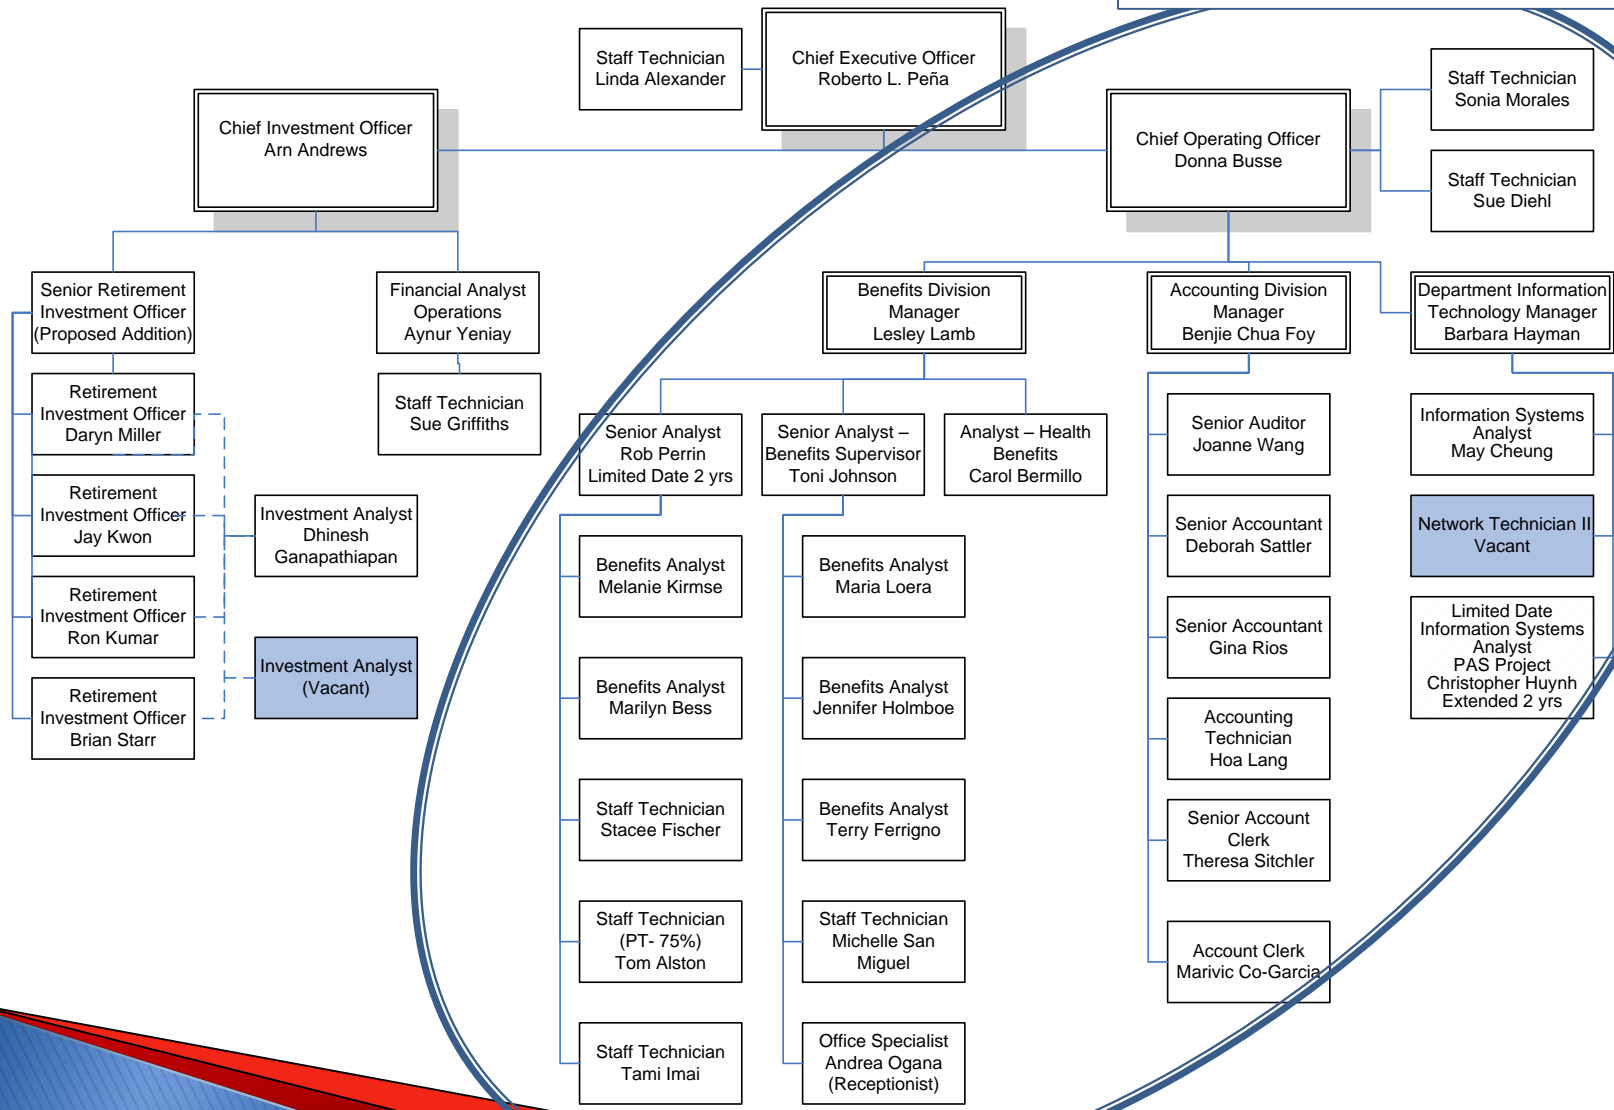 Staff Technician
Linda Alexander
Chief Executive Officer
Roberto L. Peña
Staff Technician
Sonia Morales
Chief Investment Officer
Arn Andrews
Chief Operating Officer
Donna Busse
Staff Technician
Sue Diehl
Senior Retirement
Investment Officer
(Proposed Addition)
Financial Analyst
Operations
Aynur Yeniay
Benefits Division
Manager
Lesley Lamb
Accounting Division
Manager
Benjie Chua Foy
Department Information
Technology Manager
Barbara Hayman
Retirement
Investment Officer
Daryn Miller
Staff Technician
Sue Griffiths
Senior Analyst
Rob Perrin
Limited Date 2 yrs
Senior Analyst –
Benefits Supervisor
Toni Johnson
Analyst – Health
Benefits
Carol Bermillo
Senior Auditor
Joanne Wang
Information Systems
Analyst
May Cheung
Retirement
Investment Officer
Jay Kwon
Investment Analyst
Dhinesh
Ganapathiapan
Senior Accountant
Deborah Sattler
Network Technician II
Vacant
Benefits Analyst
Melanie Kirmse
Benefits Analyst
Maria Loera
Retirement
Investment Officer
Ron Kumar
Senior Accountant
Gina Rios
Limited Date
Information Systems
Analyst
PAS Project
Christopher Huynh
Extended 2 yrs
Investment Analyst
(Vacant)
Benefits Analyst
Marilyn Bess
Benefits Analyst
Jennifer Holmboe
Retirement
Investment Officer
Brian Starr
Accounting
Technician
Hoa Lang
Staff Technician
Stacee Fischer
Benefits Analyst
Terry Ferrigno
Senior Account
Clerk
Theresa Sitchler
Staff Technician
(PT- 75%)
Tom Alston
Staff Technician
Michelle San
Miguel
Account Clerk
Marivic Co-Garcia
Staff Technician
Tami Imai
Office Specialist
Andrea Ogana
(Receptionist)